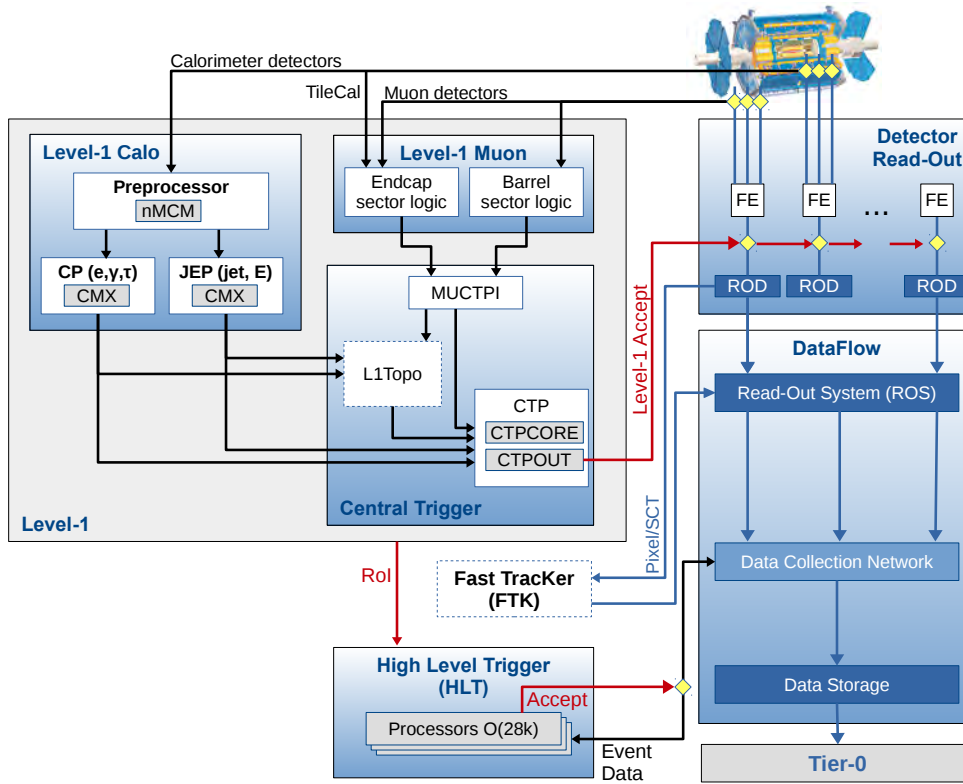 Calorimeter detectors
TileCal
Muon detectors
Level-1 Calo
Preprocessor
nMCM
CP (e,γ,τ)
CMX
JEP (jet, E)
CMX
Level-1 Muon
Endcap
sector logic
Barrel
sector logic
MUCTPI
L1Topo
CTP
CTPCORE
CTPOUT
Central Trigger
Level-1
Level-1 Accept
Detector
Read-Out
FE
FE
...
FE
ROD
ROD
ROD
DataFlow
Read-Out System (ROS)
Data Collection Network
Data Storage
Tier-0
Pixel/SCT
RoI
Fast TracKer
(FTK)
High Level Trigger
(HLT)
Accept
Processors O(28k)
Event
Data